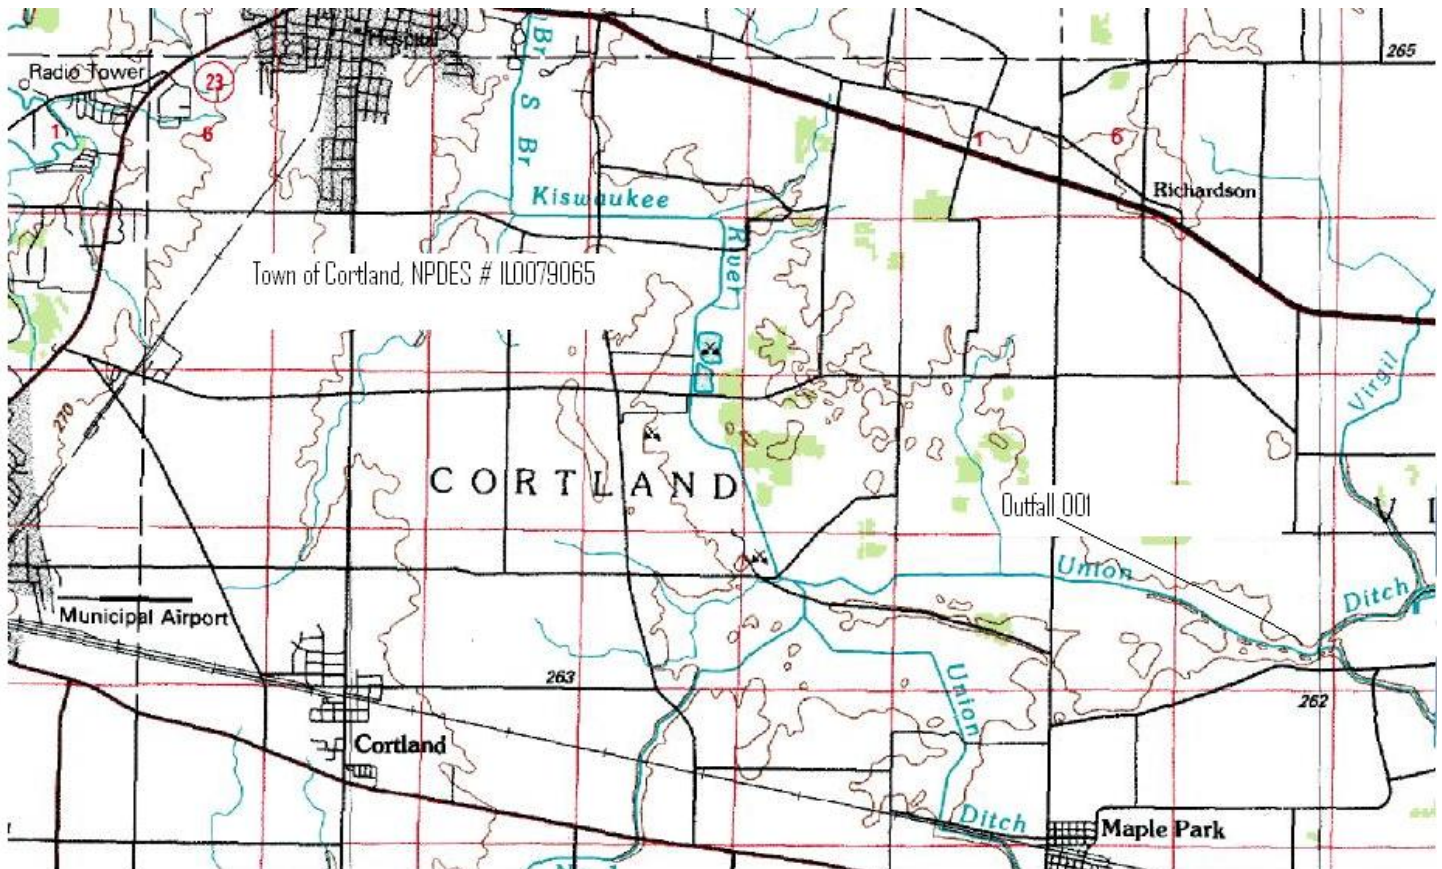 Hospital
Br
265
Radio Tower
23
S
1
6
1
6
Br
Richardson
Kiswaukee
River
Town of Cortland, NPDES # IL0079065
Virgil
270
CORTLAND
Outfall 001
V
Union
Ditch
Municipal Airport
263
Union
262
Cortland
Ditch
Maple Park